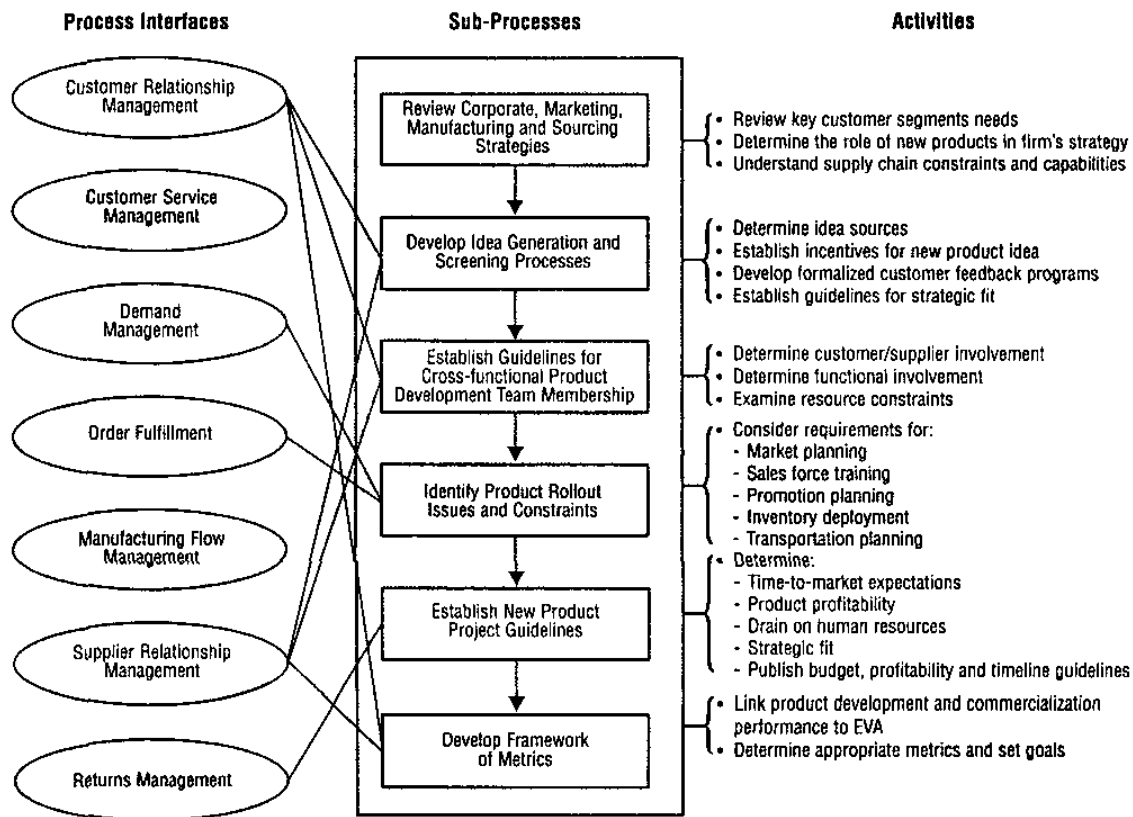 Process Interfaces
Sub-Processes
Activities
Customer Relationship
Management
Customer Service
Management
Demand
Management
Order Fulfillment
Manufacturing Flow
Management
Supplier Relationship
Management
Returns Management
Review Corporate, Marketing,
Manufacturing and Sourcing
Strategies
Develop Idea Generation and
Screening Processes
Establish Guidelines for
Cross-functional Product
Development Team Membership
Identify Product Rollout
Issues and Constraints
Establish New Product
Project Guidelines
Develop Framework
of Metrics
• Review key customer segments needs
• Determine the role of new products in firm's strategy
• Understand supply chain constraints and capabilities
• Determine idea sources
• Establish incentives for new product idea
• Develop formalized customer feedback programs
• Establish guidelines for strategic fit
• Determine customer/supplier involvement
• Determine functional involvement
• Examine resource constraints
• Consider requirements for:
- Market planning
- Sales force training
- Promotion planning
- Inventory deployment
- Transportation planning
• Determine:
- Time-to-market expectations
- Product profitability
- Drain on human resources
- Strategic fit
- Publish budget, profitability and timeline guidelines
• Link product development and commercialization
performance to EVA
• Determine appropriate metrics and set goals